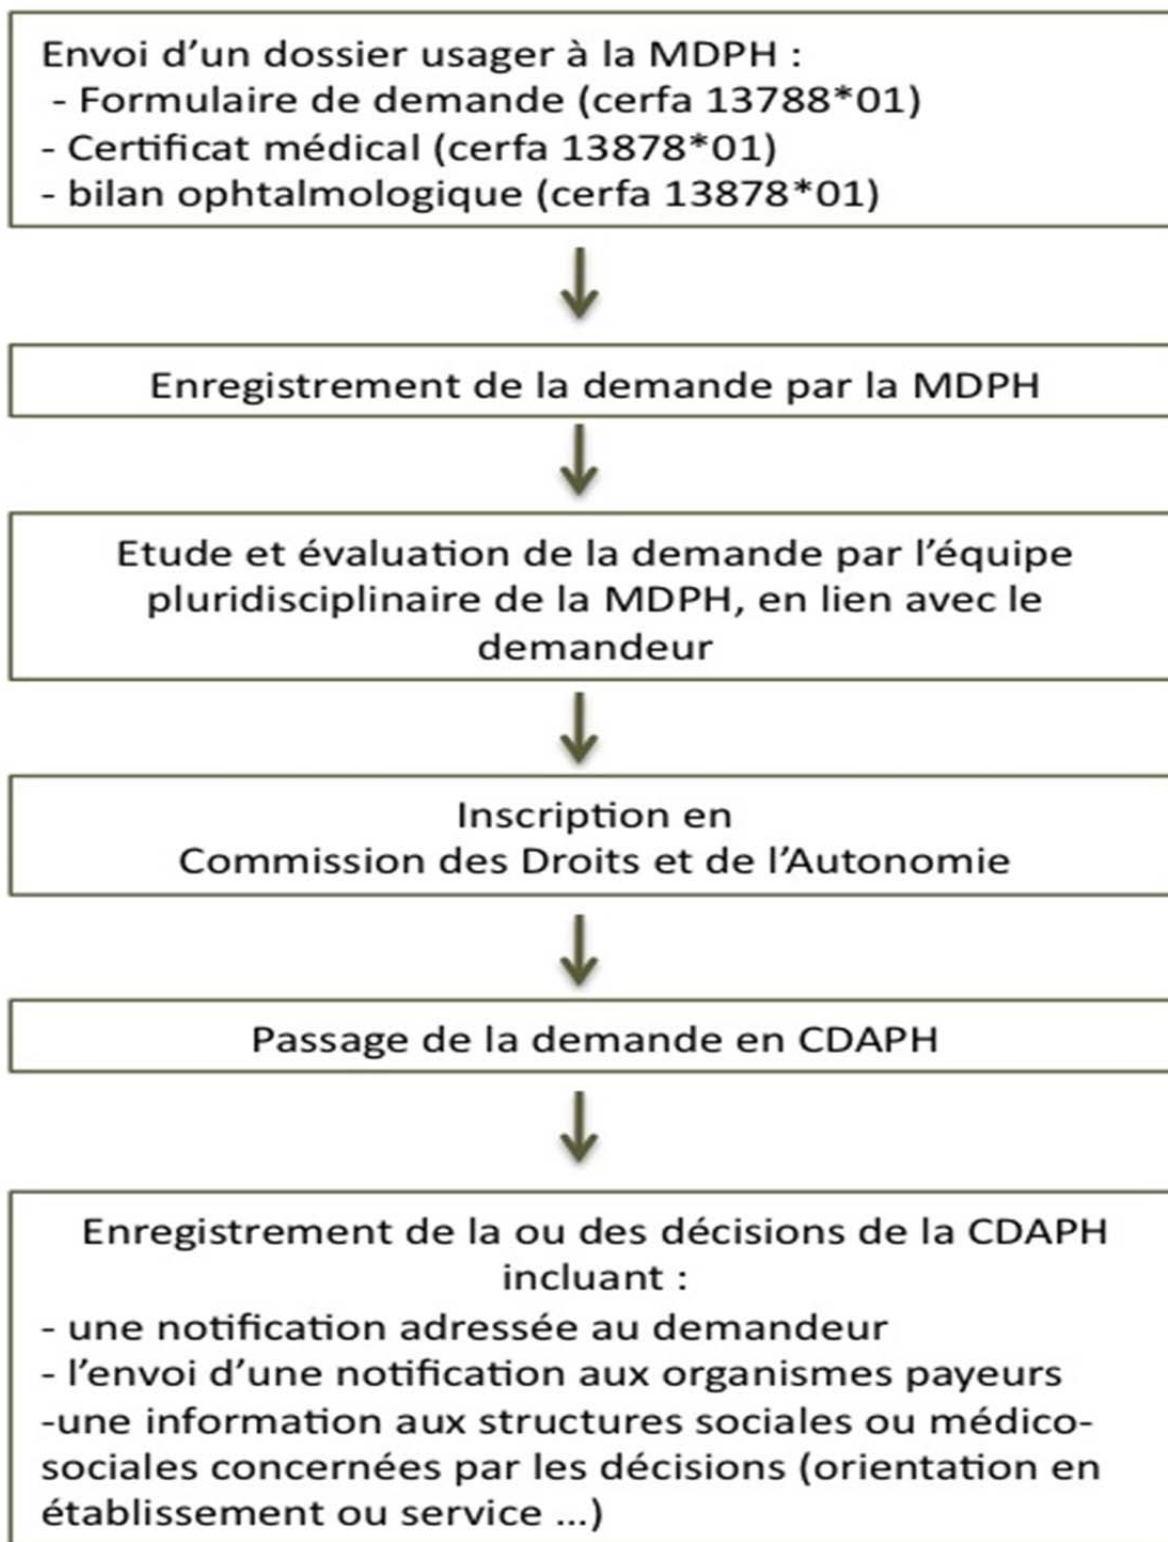 Envoi d’un dossier usager à la MDPH :
- Formulaire de demande (cerfa 13788*01)
- Certificat médical (cerfa 13878*01)
- bilan ophtalmologique (cerfa 13878*01)
Enregistrement de la demande par la MDPH
Etude et évaluation de la demande par l’équipe
pluridisciplinaire de la MDPH, en lien avec le
demandeur
Inscription en
Commission des Droits et de l’Autonomie
Passage de la demande en CDAPH
Enregistrement de la ou des décisions de la CDAPH
incluant :
- une notification adressée au demandeur
- l’envoi d’une notification aux organismes payeurs
-une information aux structures sociales ou médico-
sociales concernées par les décisions (orientation en
établissement ou service ...)